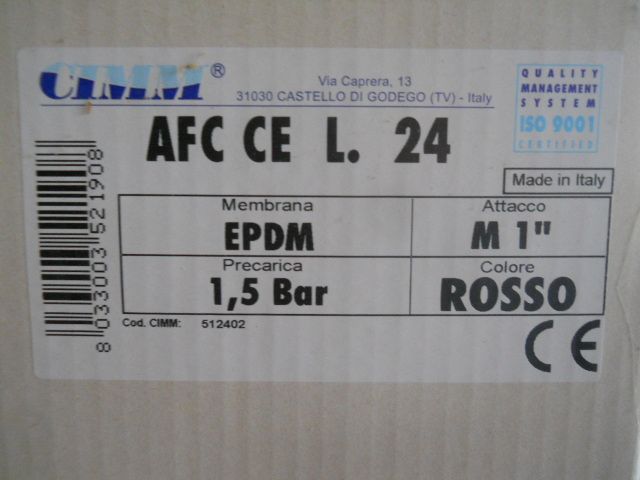 CIMM®
Via Caprera, 13
31030 CASTELLO DI GODEGO (TV) - Italy
QUALITY
MANAGEMENT
SYSTEM
ISO 9001
CERTIFIED
AFC CE L. 24
Made in Italy
Membrana
EPDM
Attacco
M 1"
Precarica
1,5 Bar
Colore
ROSSO
Cod. CIMM: 512402
CE
8 033003 521908